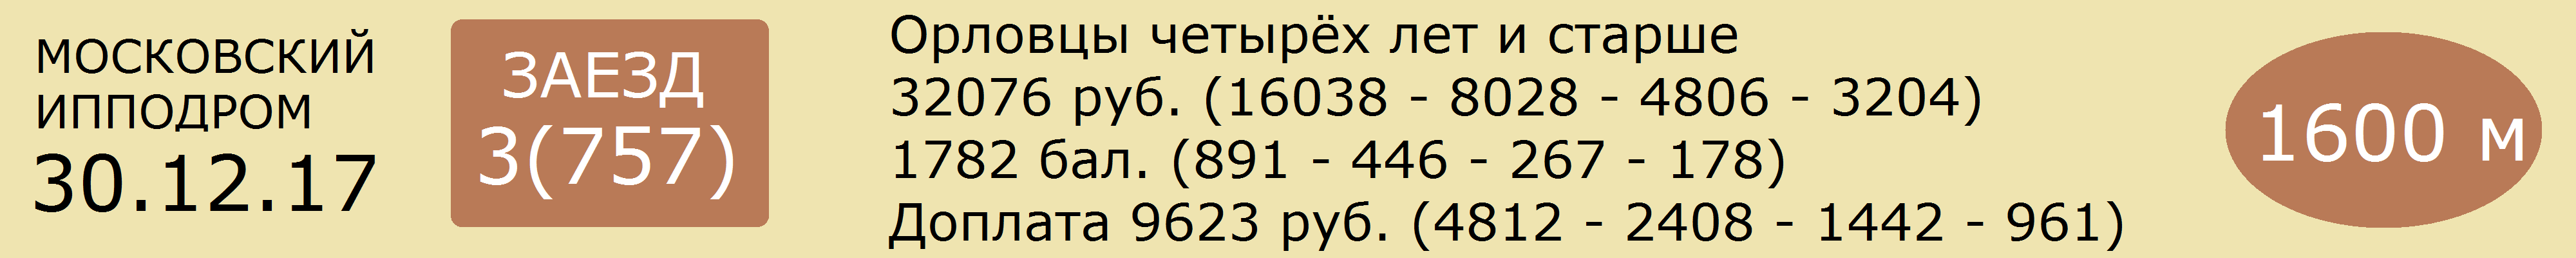 МОСКОВСКИЙ
ИППОДРОМ
30.12.17
ЗАЕЗД
3(757)
Орловцы четырёх лет и старше
32076 руб. (16038 - 8028 - 4806 - 3204)
1782 бал. (891 - 446 - 267 - 178)
Доплата 9623 руб. (4812 - 2408 - 1442 - 961)
1600 м